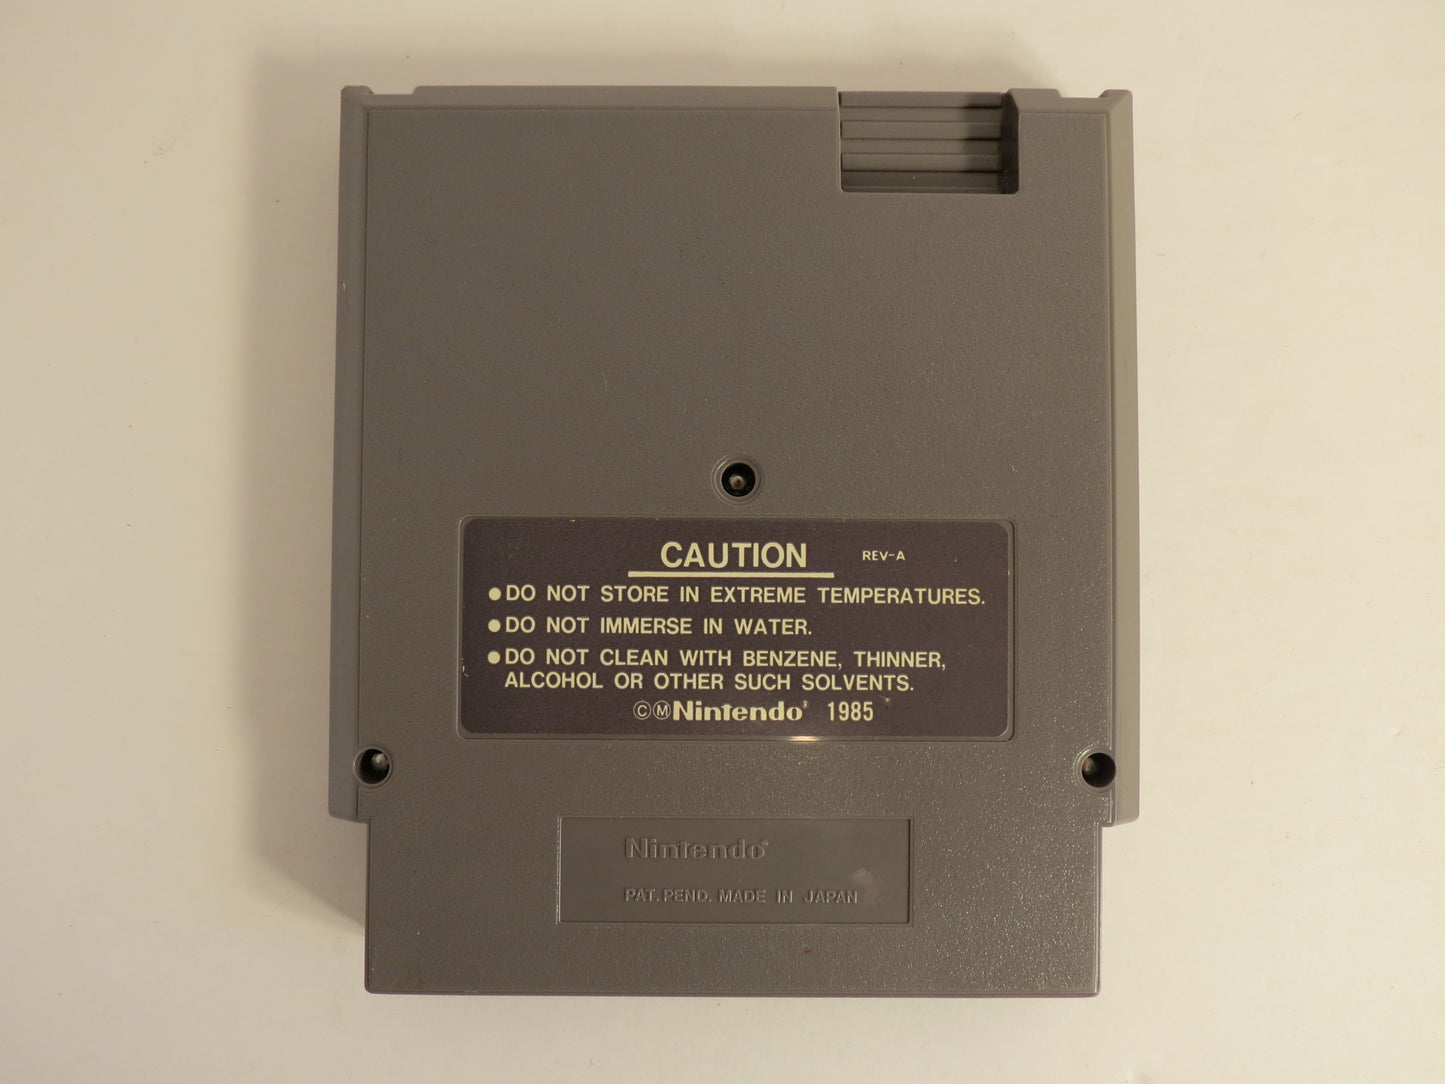 CAUTION REV-A
●DO NOT STORE IN EXTREME TEMPERATURES.
●DO NOT IMMERSE IN WATER.
●DO NOT CLEAN WITH BENZENE, THINNER,
ALCOHOL OR OTHER SUCH SOLVENTS.
ⒸⓂNintendo® 1985
Nintendo®
PAT. PEND. MADE IN JAPAN